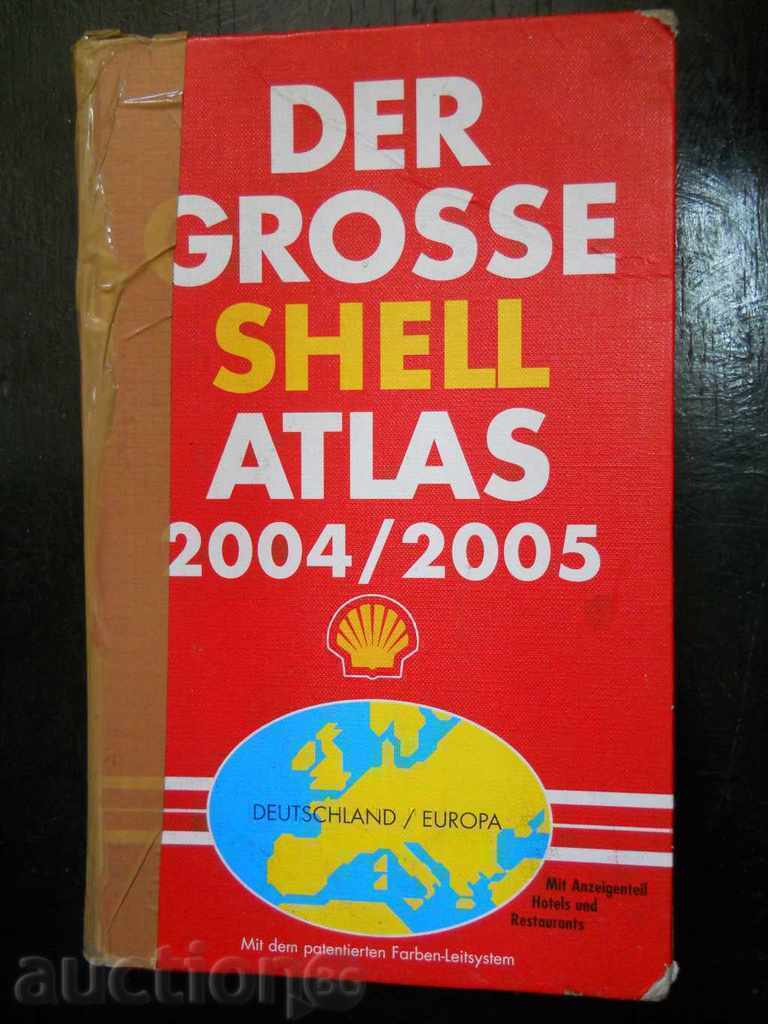 DER
GROSSE
SHELL
ATLAS
2004/2005
DEUTSCHLAND / EUROPA
Mit Anzeigenteil
Hotels und
Restaurants
Mit dem patentierten Farben-Leitsystem
auction